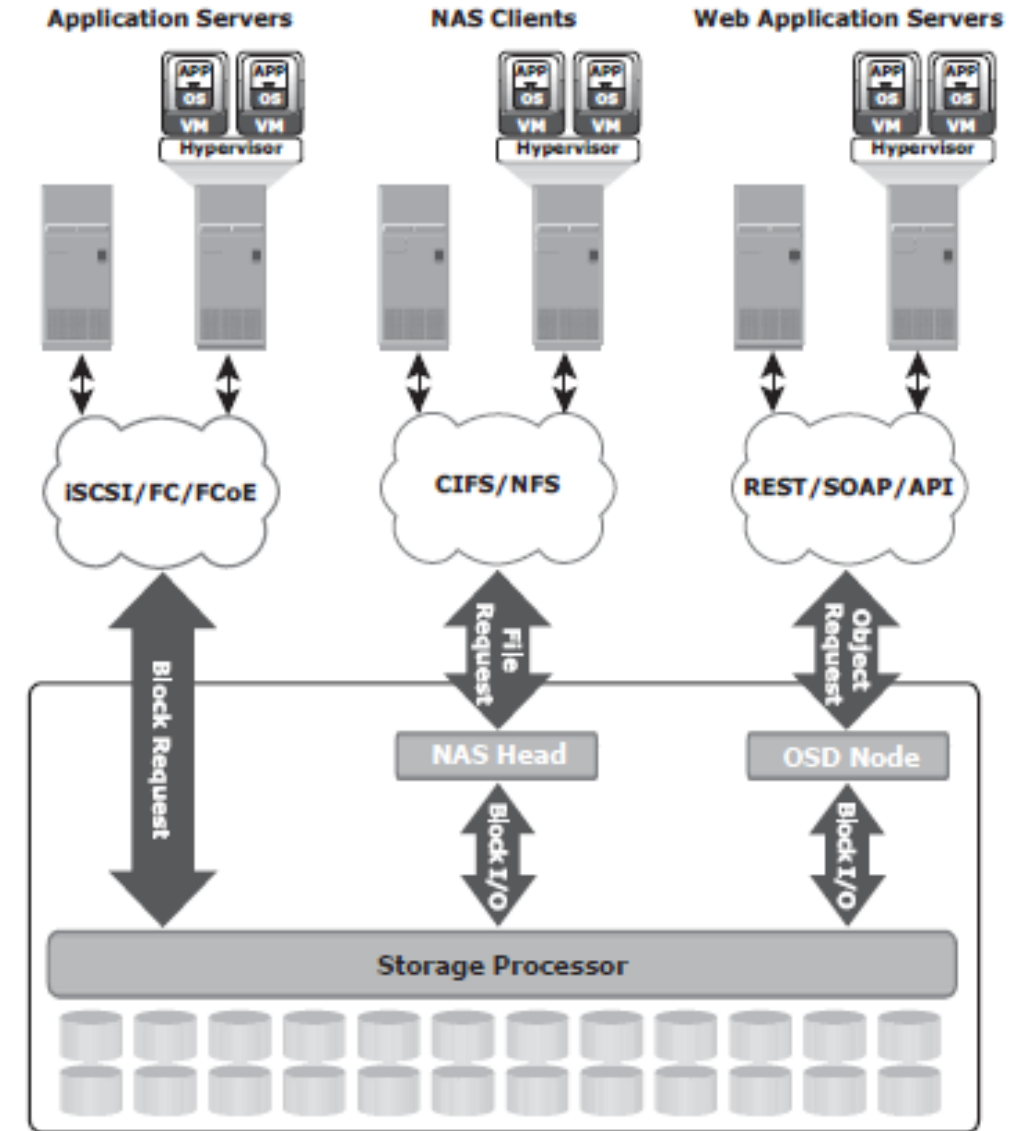 Application Servers
NAS Clients
Web Application Servers
APP
APP
OS
OS
VM
VM
Hypervisor
APP
APP
OS
OS
VM
VM
Hypervisor
APP
APP
OS
OS
VM
VM
Hypervisor
iSCSI/FC/FCoE
CIFS/NFS
REST/SOAP/API
Block Request
File
Request
Object
Request
NAS Head
OSD Node
Block I/O
Block I/O
Storage Processor